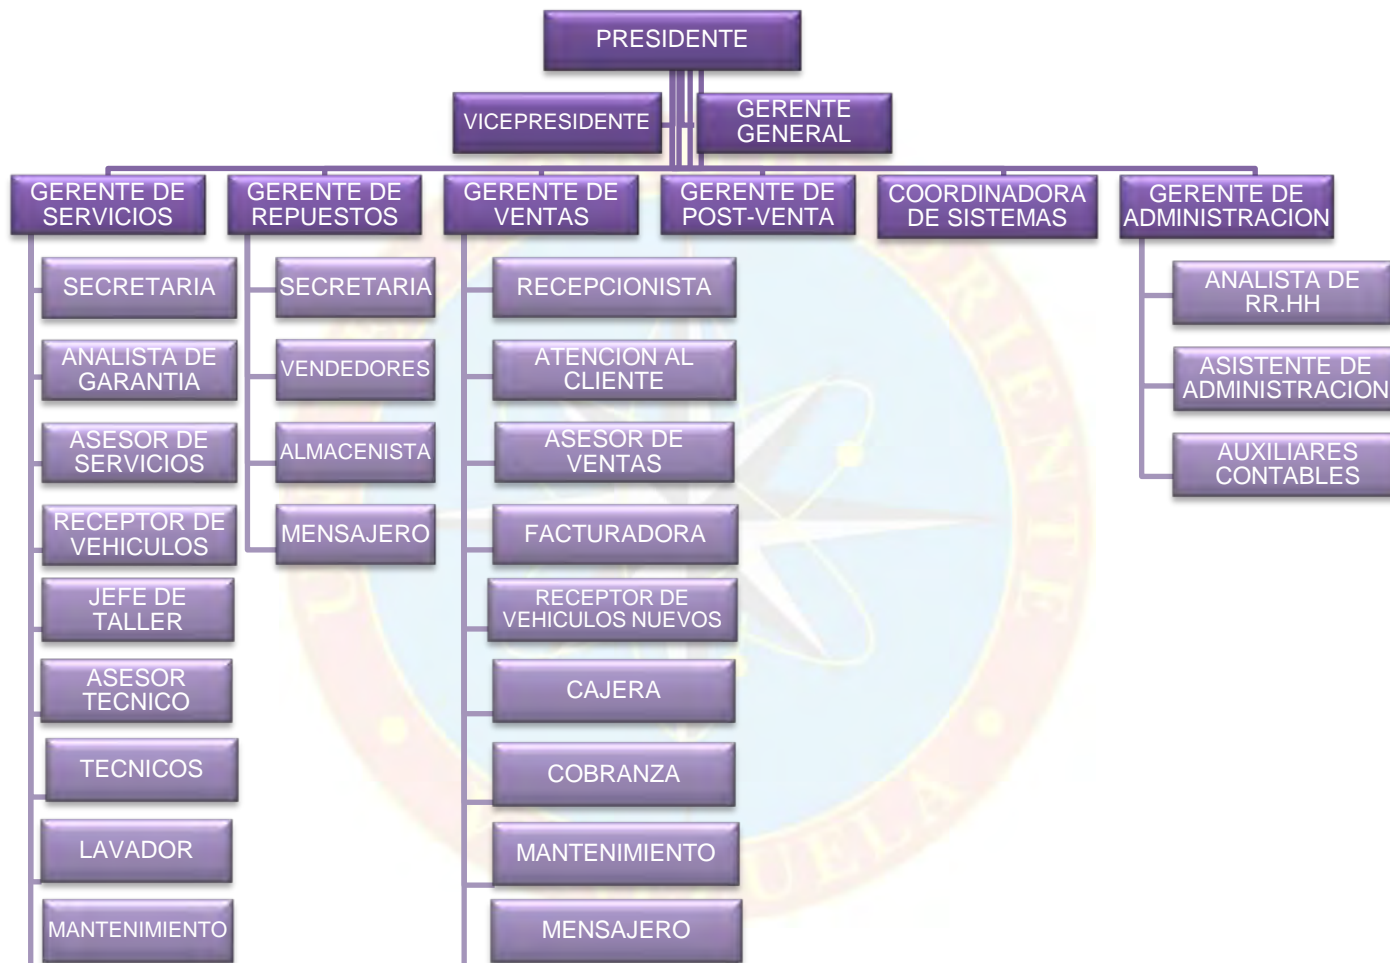 PRESIDENTE
VICEPRESIDENTE
GERENTE
GENERAL
GERENTE DE
SERVICIOS
GERENTE DE
REPUESTOS
GERENTE DE
VENTAS
GERENTE DE
POST-VENTA
COORDINADORA
DE SISTEMAS
GERENTE DE
ADMINISTRACION
SECRETARIA
ANALISTA DE
GARANTIA
ASESOR DE
SERVICIOS
RECEPTOR DE
VEHICULOS
JEFE DE
TALLER
ASESOR
TECNICO
TECNICOS
LAVADOR
MANTENIMIENTO
SECRETARIA
VENDEDORES
ALMACENISTA
MENSAJERO
RECEPCIONISTA
ATENCION AL
CLIENTE
ASESOR DE
VENTAS
FACTURADORA
RECEPTOR DE
VEHICULOS NUEVOS
CAJERA
COBRANZA
MANTENIMIENTO
MENSAJERO
ANALISTA DE
RR.HH
ASISTENTE DE
ADMINISTRACION
AUXILIARES
CONTABLES
ORIENTE